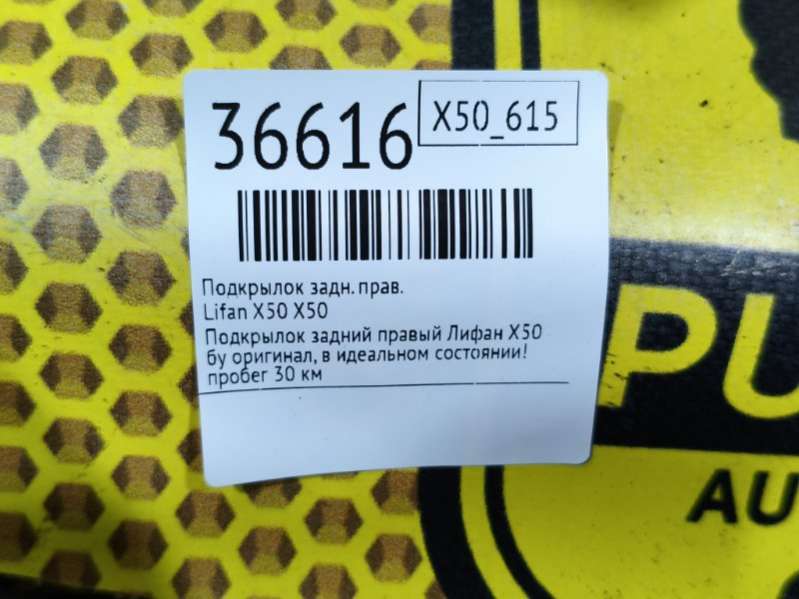 36616
X50_615
Подкрылок задн. прав.
Lifan X50 X50
Подкрылок задний правый Лифан X50
бу оригинал, в идеальном состоянии!
пробег 30 км
PU
AU